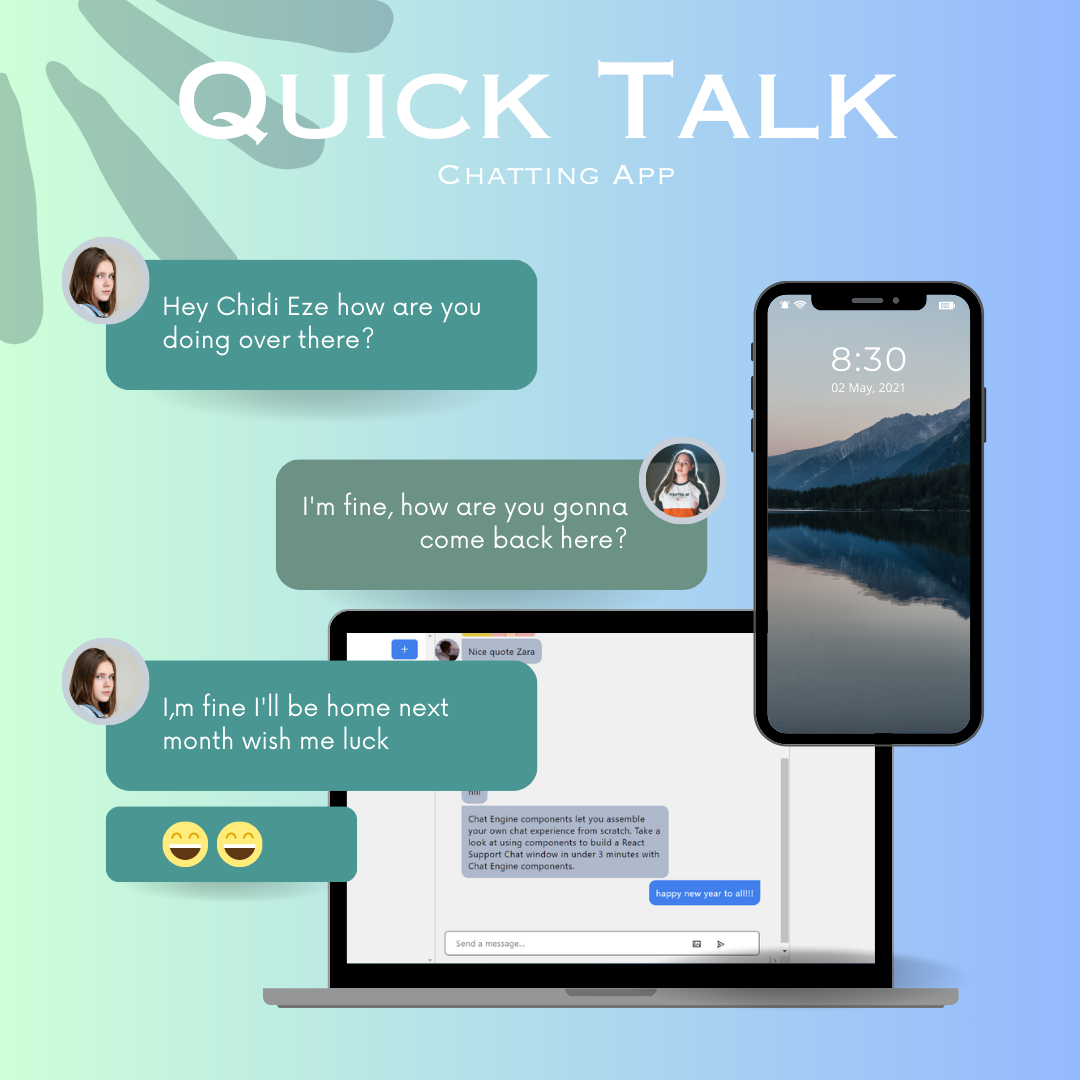 QUICK TALK
CHATTING APP
Hey Chidi Eze how are you
doing over there?
8:30
02 May, 2021
I'm fine, how are you gonna
come back here?
+
Nice quote Zara
I,m fine I'll be home next
month wish me luck
Chat Engine components let you assemble
your own chat experience from scratch. Take a
look at using components to build a React
Support Chat window in under 3 minutes with
Chat Engine components.
happy new year to all!!!
Send a message...